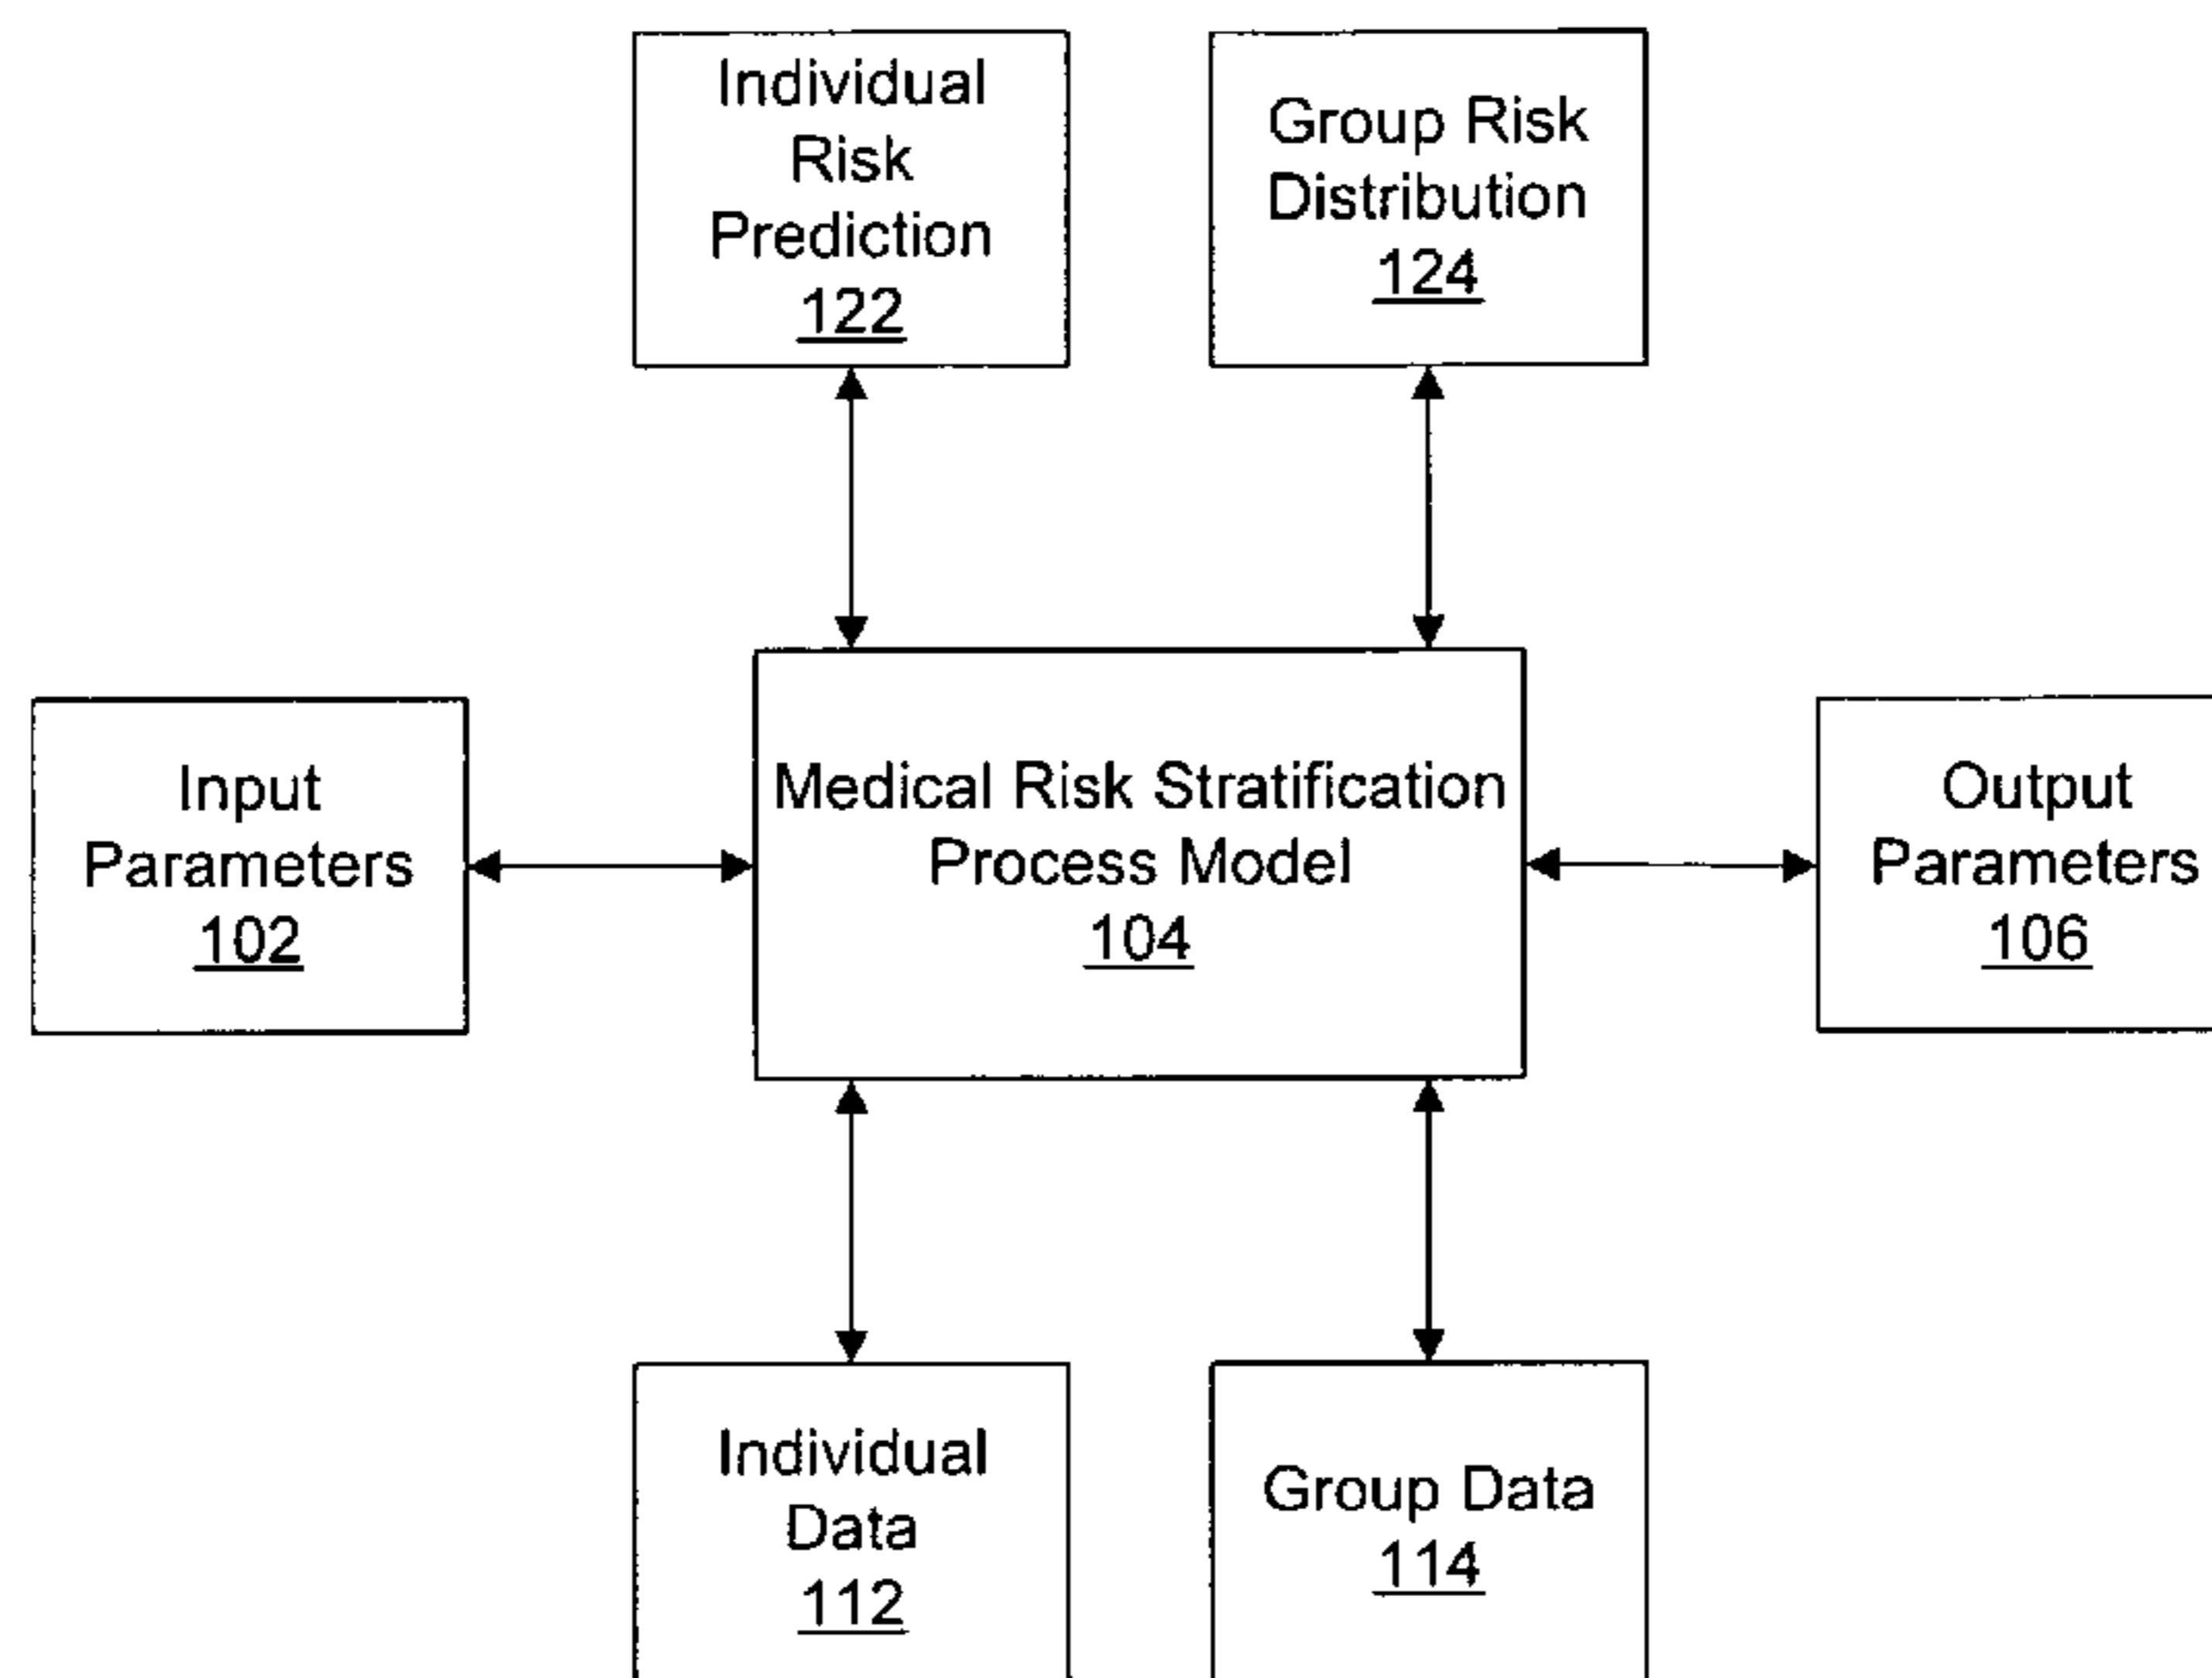 Individual
Risk
Prediction
122
Group Risk
Distribution
124
Input
Parameters
102
Medical Risk Stratification
Process Model
104
Output
Parameters
106
Individual
Data
112
Group Data
114